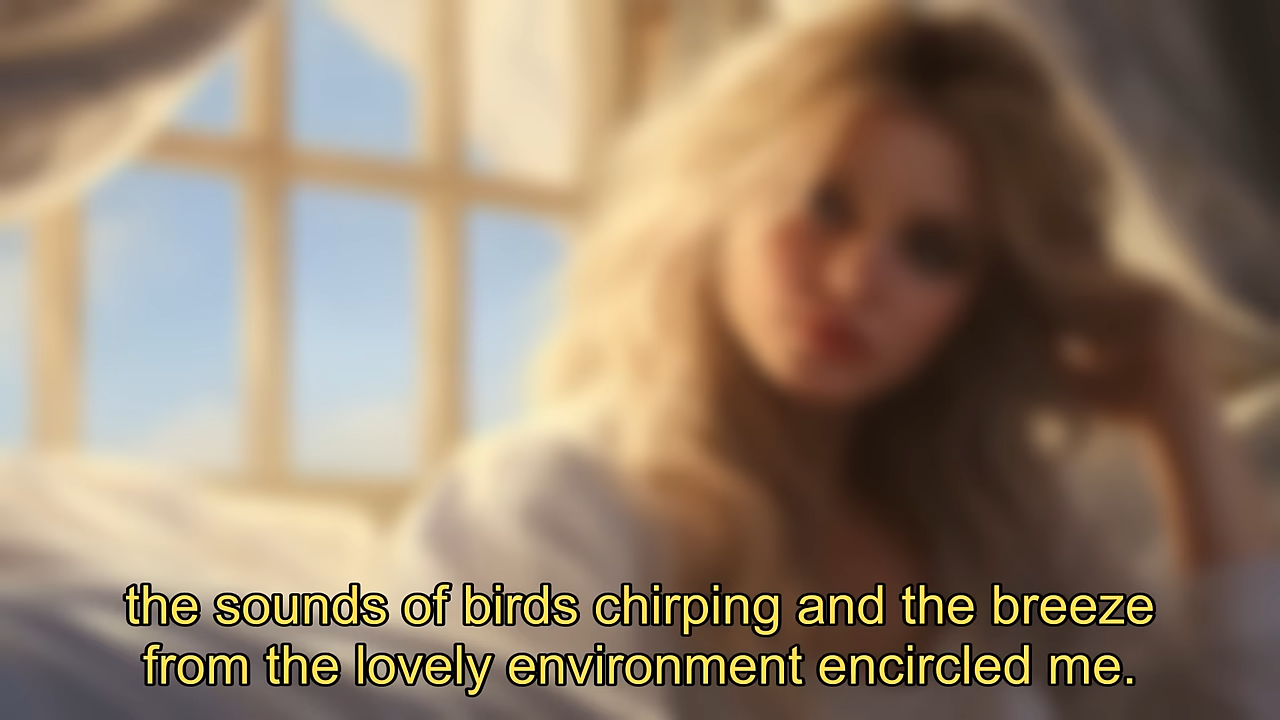 the sounds of birds chirping and the breeze
from the lovely environment encircled me.